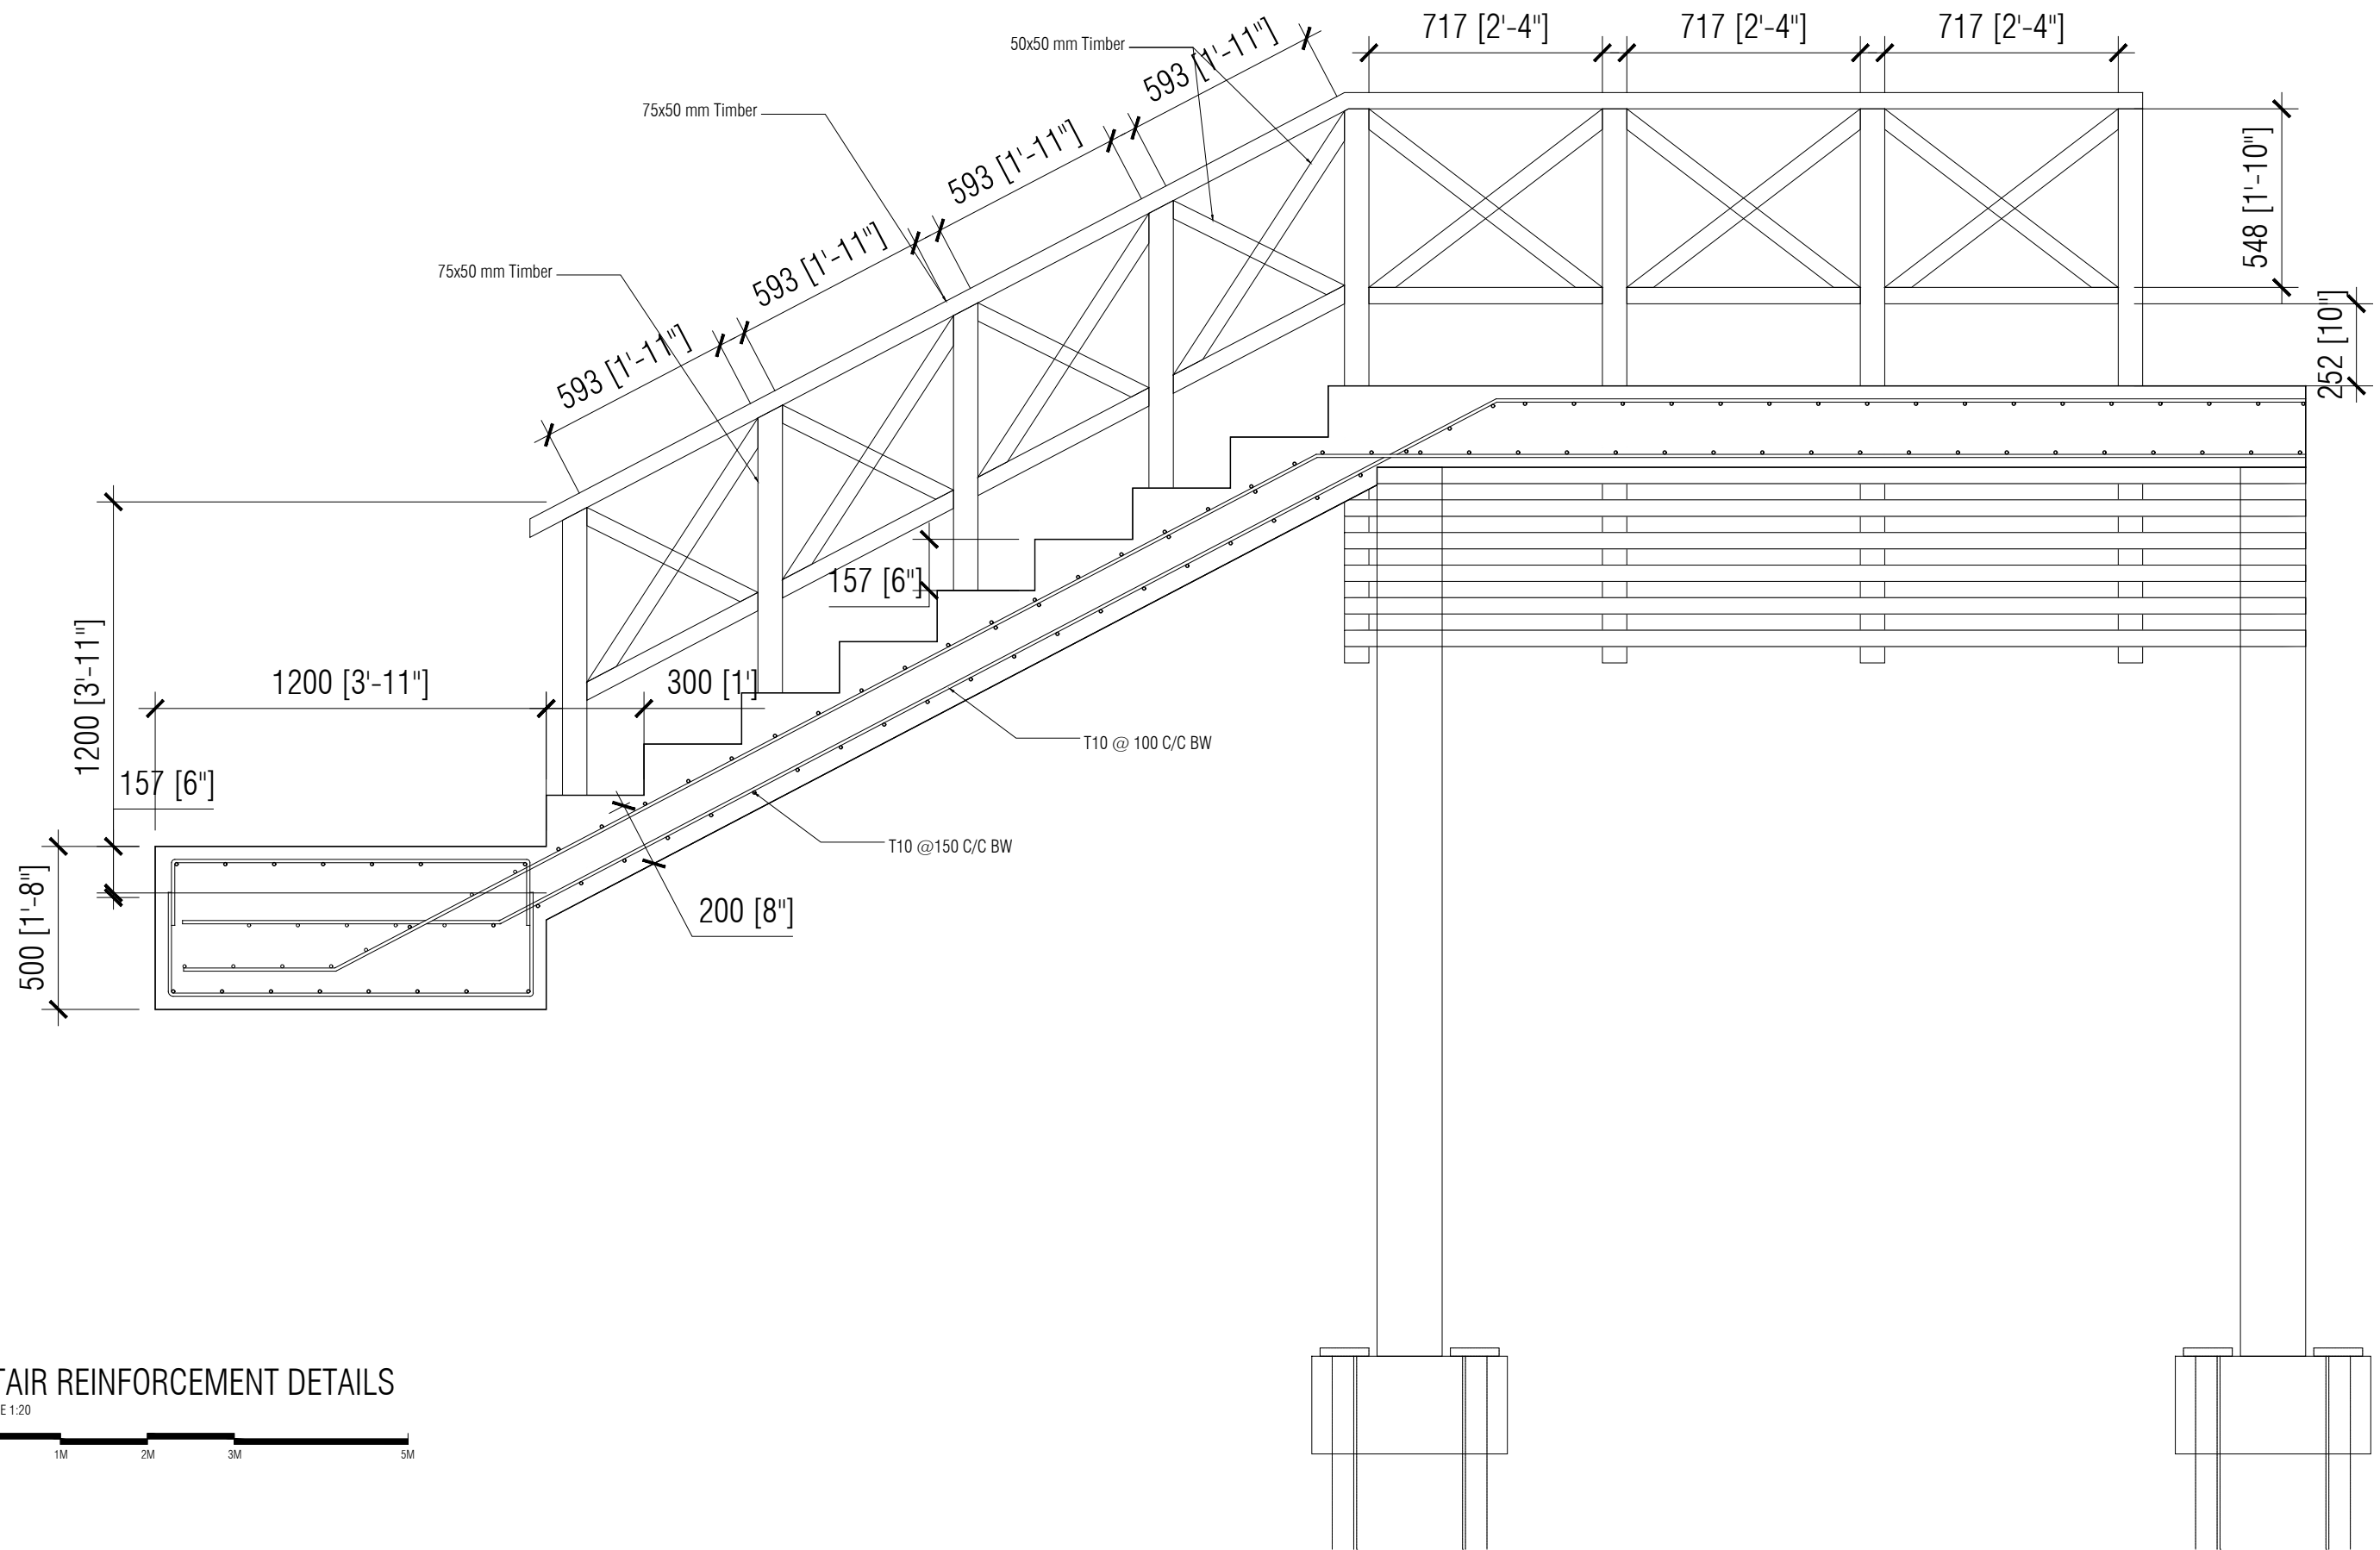 717 [2'-4"]
717 [2'-4"]
717 [2'-4"]
50x50 mm Timber
593 [1'-11"]
75x50 mm Timber
593 [1'-11"]
548 [1'-10"]
593 [1'-11"]
75x50 mm Timber
252 [10"]
593 [1'-11"]
157 [6"]
1200 [3'-11"]
1200 [3'-11"]
300 [1']
T10 @ 100 C/C BW
157 [6"]
T10 @150 C/C BW
200 [8"]
500 [1'-8"]
TAIR REINFORCEMENT DETAILS
E 1:20
1M
2M
3M
5M